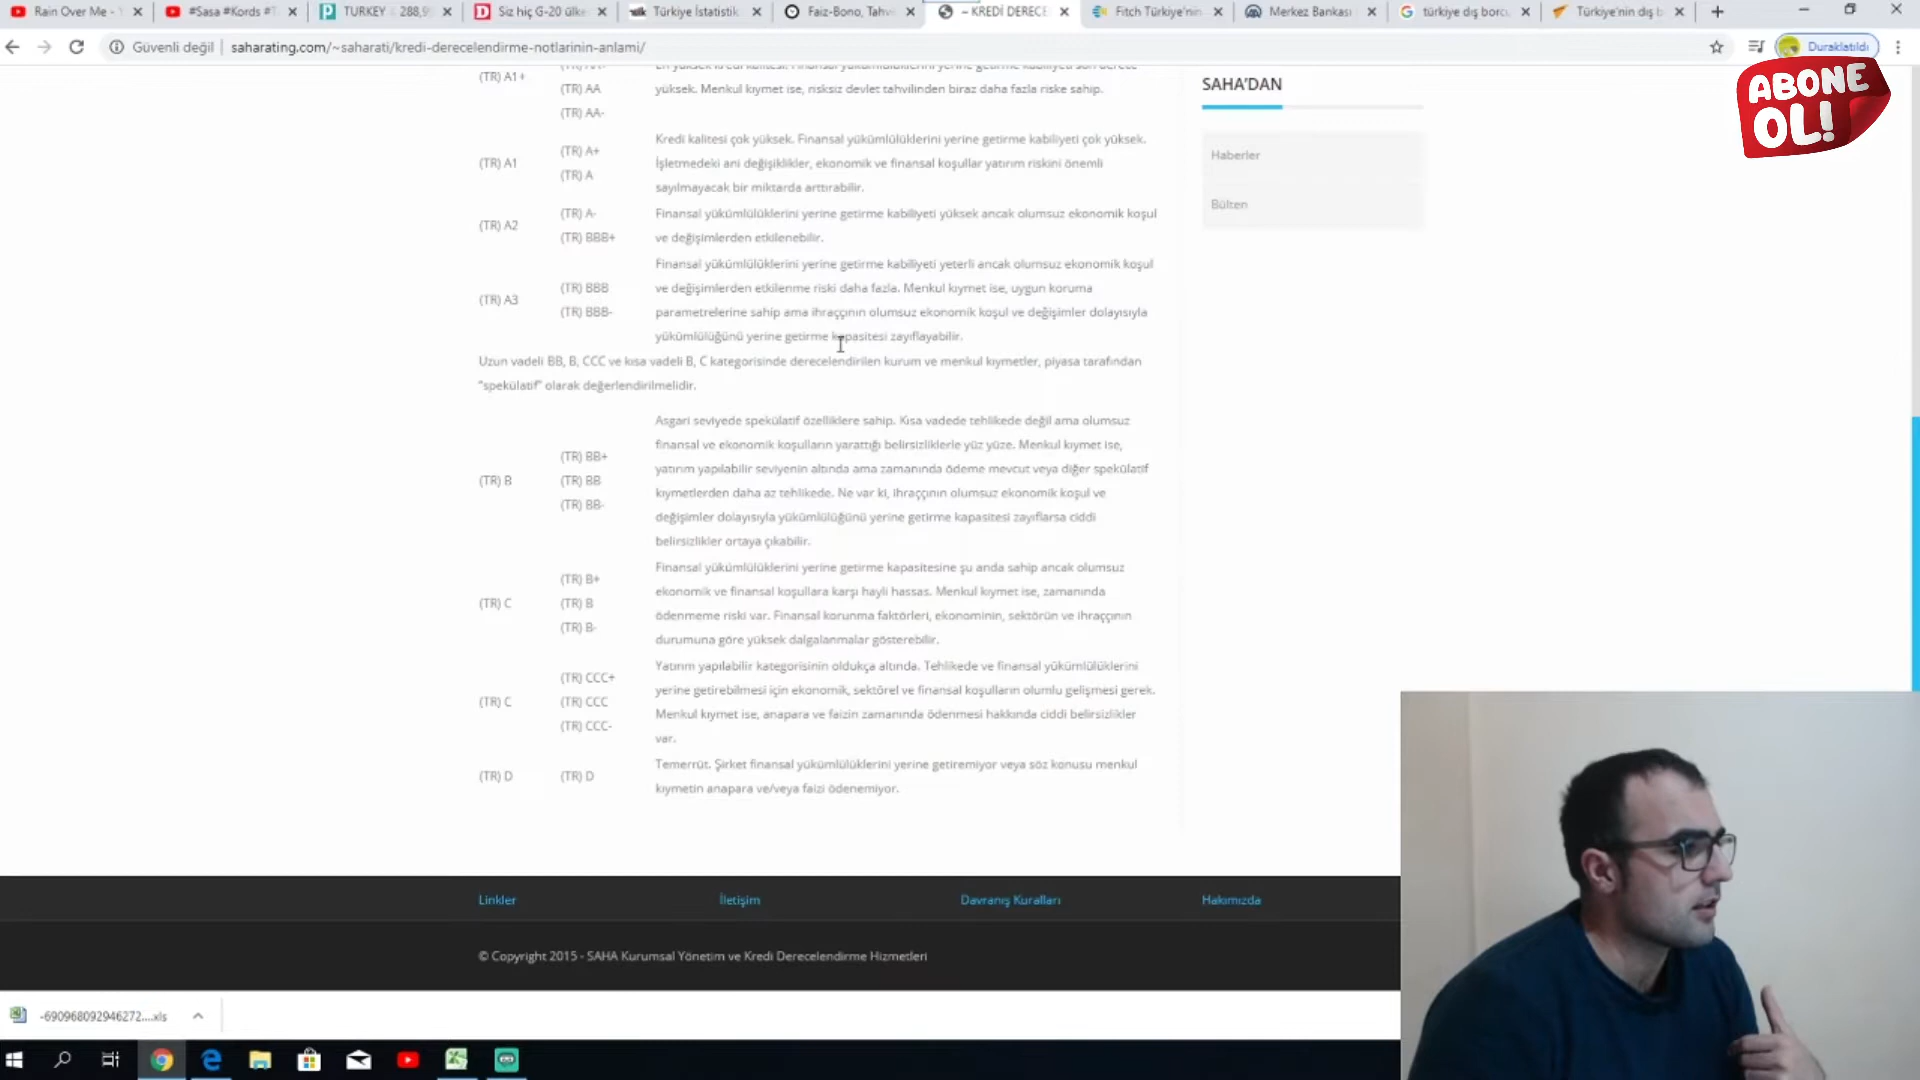 Rain Over Me -
#Sasa #Kords #T
TURKEY
288,9
Siz hiç G-20 ülke
Türkiye İstatistik
Faiz-Bono, Tahv
– KREDİ DERECE
Fitch Türkiye'nin
Merkez Bankası
türkiye dış borcu
Türkiye'nin dış b
Güvenli değil | saharating.com/~saharati/kredi-derecelendirme-notlarinin-anlami/
Duraklatıldı
ABONE
OL!
SAHA'DAN
Haberler
Bülten
(TR) A1+
(TR) AA
(TR) AA-
yüksek. Menkul kıymet ise, risksiz devlet tahvilinden biraz daha fazla riske sahip.
(TR) A1
(TR) A+
(TR) A
Kredi kalitesi çok yüksek. Finansal yükümlülüklerini yerine getirme kabiliyeti çok yüksek.
İşletmedeki ani değişiklikler, ekonomik ve finansal koşullar yatırım riskini önemli
sayılmayacak bir miktarda arttırabilir.
(TR) A2
(TR) A-
(TR) BBB+
Finansal yükümlülüklerini yerine getirme kabiliyeti yüksek ancak olumsuz ekonomik koşul
ve değişimlerden etkilenebilir.
(TR) A3
(TR) BBB
(TR) BBB-
Finansal yükümlülüklerini yerine getirme kabiliyeti yeterli ancak olumsuz ekonomik koşul
ve değişimlerden etkilenme riski daha fazla. Menkul kıymet ise, uygun koruma
parametrelerine sahip ama ihraççının olumsuz ekonomik koşul ve değişimler dolayısıyla
yükümlülüğünü yerine getirme kapasitesi zayıflayabilir.
Uzun vadeli BB, B, CCC ve kısa vadeli B, C kategorisinde derecelendirilen kurum ve menkul kıymetler, piyasa tarafından
"spekülatif" olarak değerlendirilmelidir.
(TR) B
(TR) BB+
(TR) BB
(TR) BB-
Asgari seviyede spekülatif özelliklere sahip. Kısa vadede tehlikede değil ama olumsuz
finansal ve ekonomik koşulların yarattığı belirsizliklerle yüz yüze. Menkul kıymet ise,
yatırım yapılabilir seviyenin altında ama zamanında ödeme mevcut veya diğer spekülatif
kıymetlerden daha az tehlikede. Ne var ki, ihraççının olumsuz ekonomik koşul ve
değişimler dolayısıyla yükümlülüğünü yerine getirme kapasitesi zayıflarsa ciddi
belirsizlikler ortaya çıkabilir.
(TR) C
(TR) B+
(TR) B
(TR) B-
Finansal yükümlülüklerini yerine getirme kapasitesine şu anda sahip ancak olumsuz
ekonomik ve finansal koşullara karşı hayli hassas. Menkul kıymet ise, zamanında
ödenmeme riski var. Finansal korunma faktörleri, ekonominin, sektörün ve ihraççının
durumuna göre yüksek dalgalanmalar gösterebilir.
(TR) C
(TR) CCC+
(TR) CCC
(TR) CCC-
Yatırım yapılabilir kategorisinin oldukça altında. Tehlikede ve finansal yükümlülüklerini
yerine getirebilmesi için ekonomik, sektörel ve finansal koşulların olumlu gelişmesi gerek.
Menkul kıymet ise, anapara ve faizin zamanında ödenmesi hakkında ciddi belirsizlikler
var.
(TR) D
(TR) D
Temerrüt. Şirket finansal yükümlülüklerini yerine getiremiyor veya söz konusu menkul
kıymetin anapara ve/veya faizi ödenemiyor.
Linkler
İletişim
Davranış Kuralları
Hakımızda
© Copyright 2015 - SAHA Kurumsal Yönetim ve Kredi Derecelendirme Hizmetleri
-690968092946272....xls